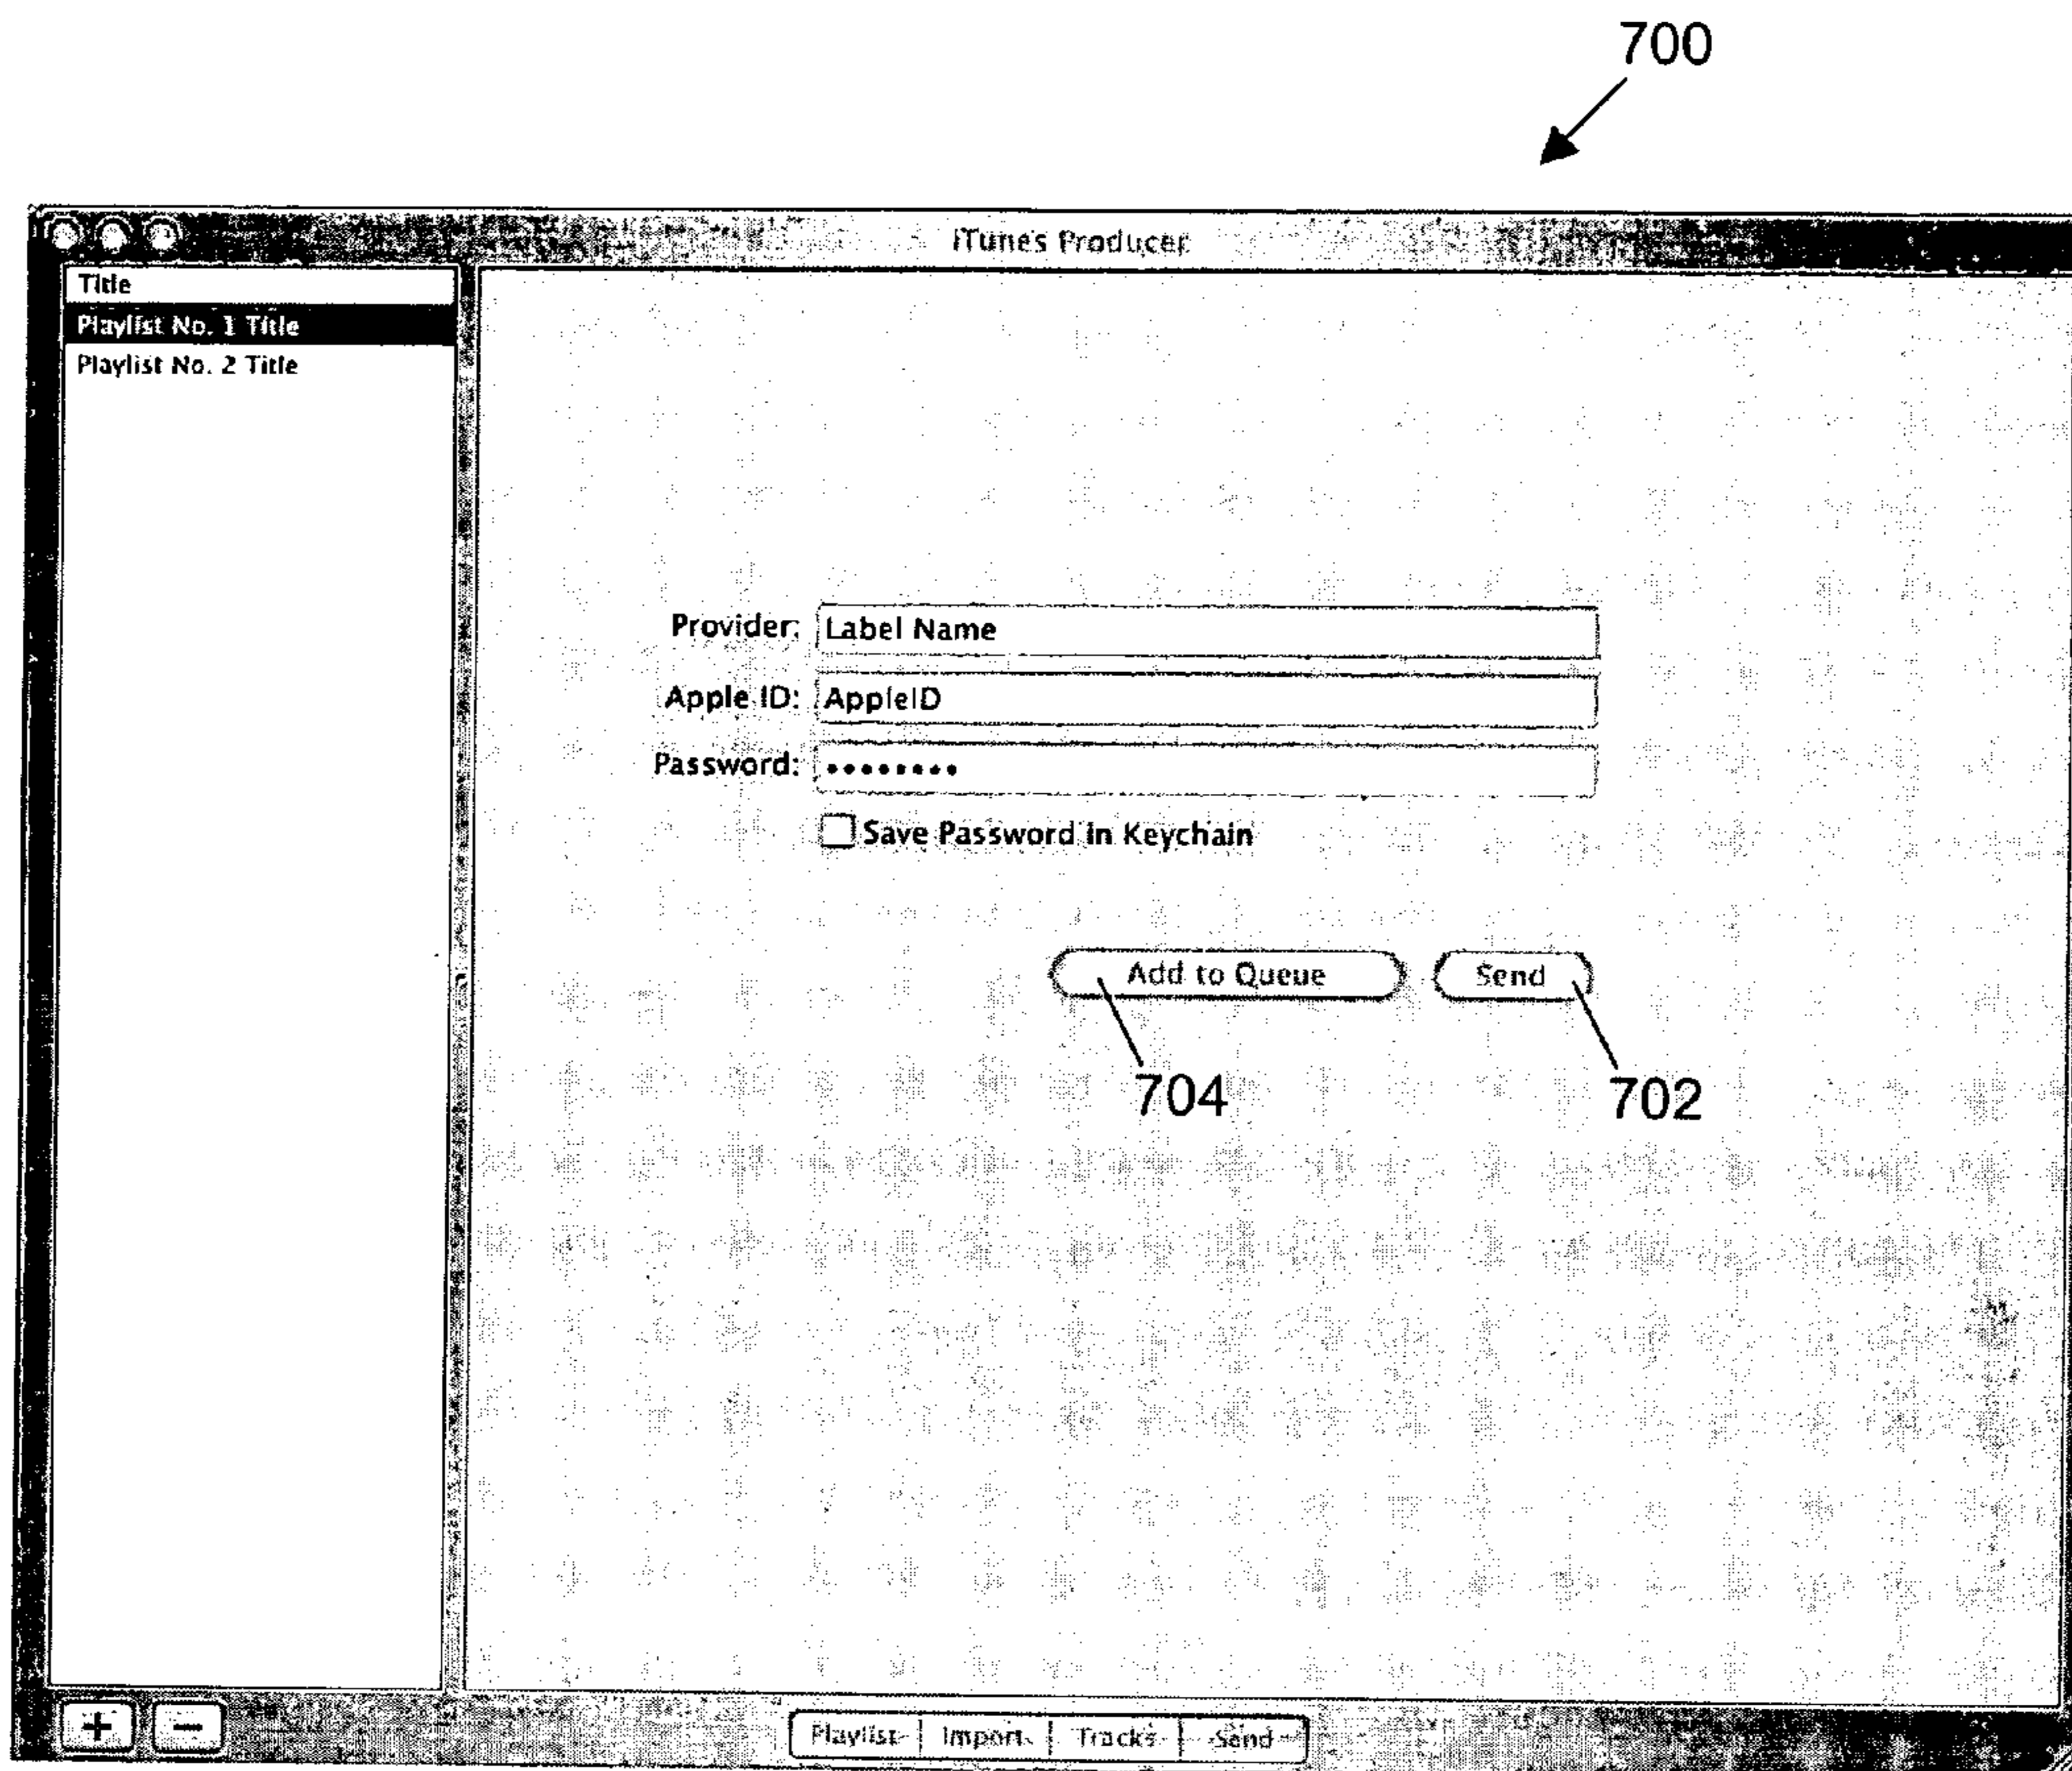 700
iTunes Producer
Title
Playlist No. 1 Title
Playlist No. 2 Title
Provider: Label Name
Apple ID: AppleID
Password: ••••••••
Save Password in Keychain
Add to Queue Send
704 702
+ −
Playlist Import Tracks Send